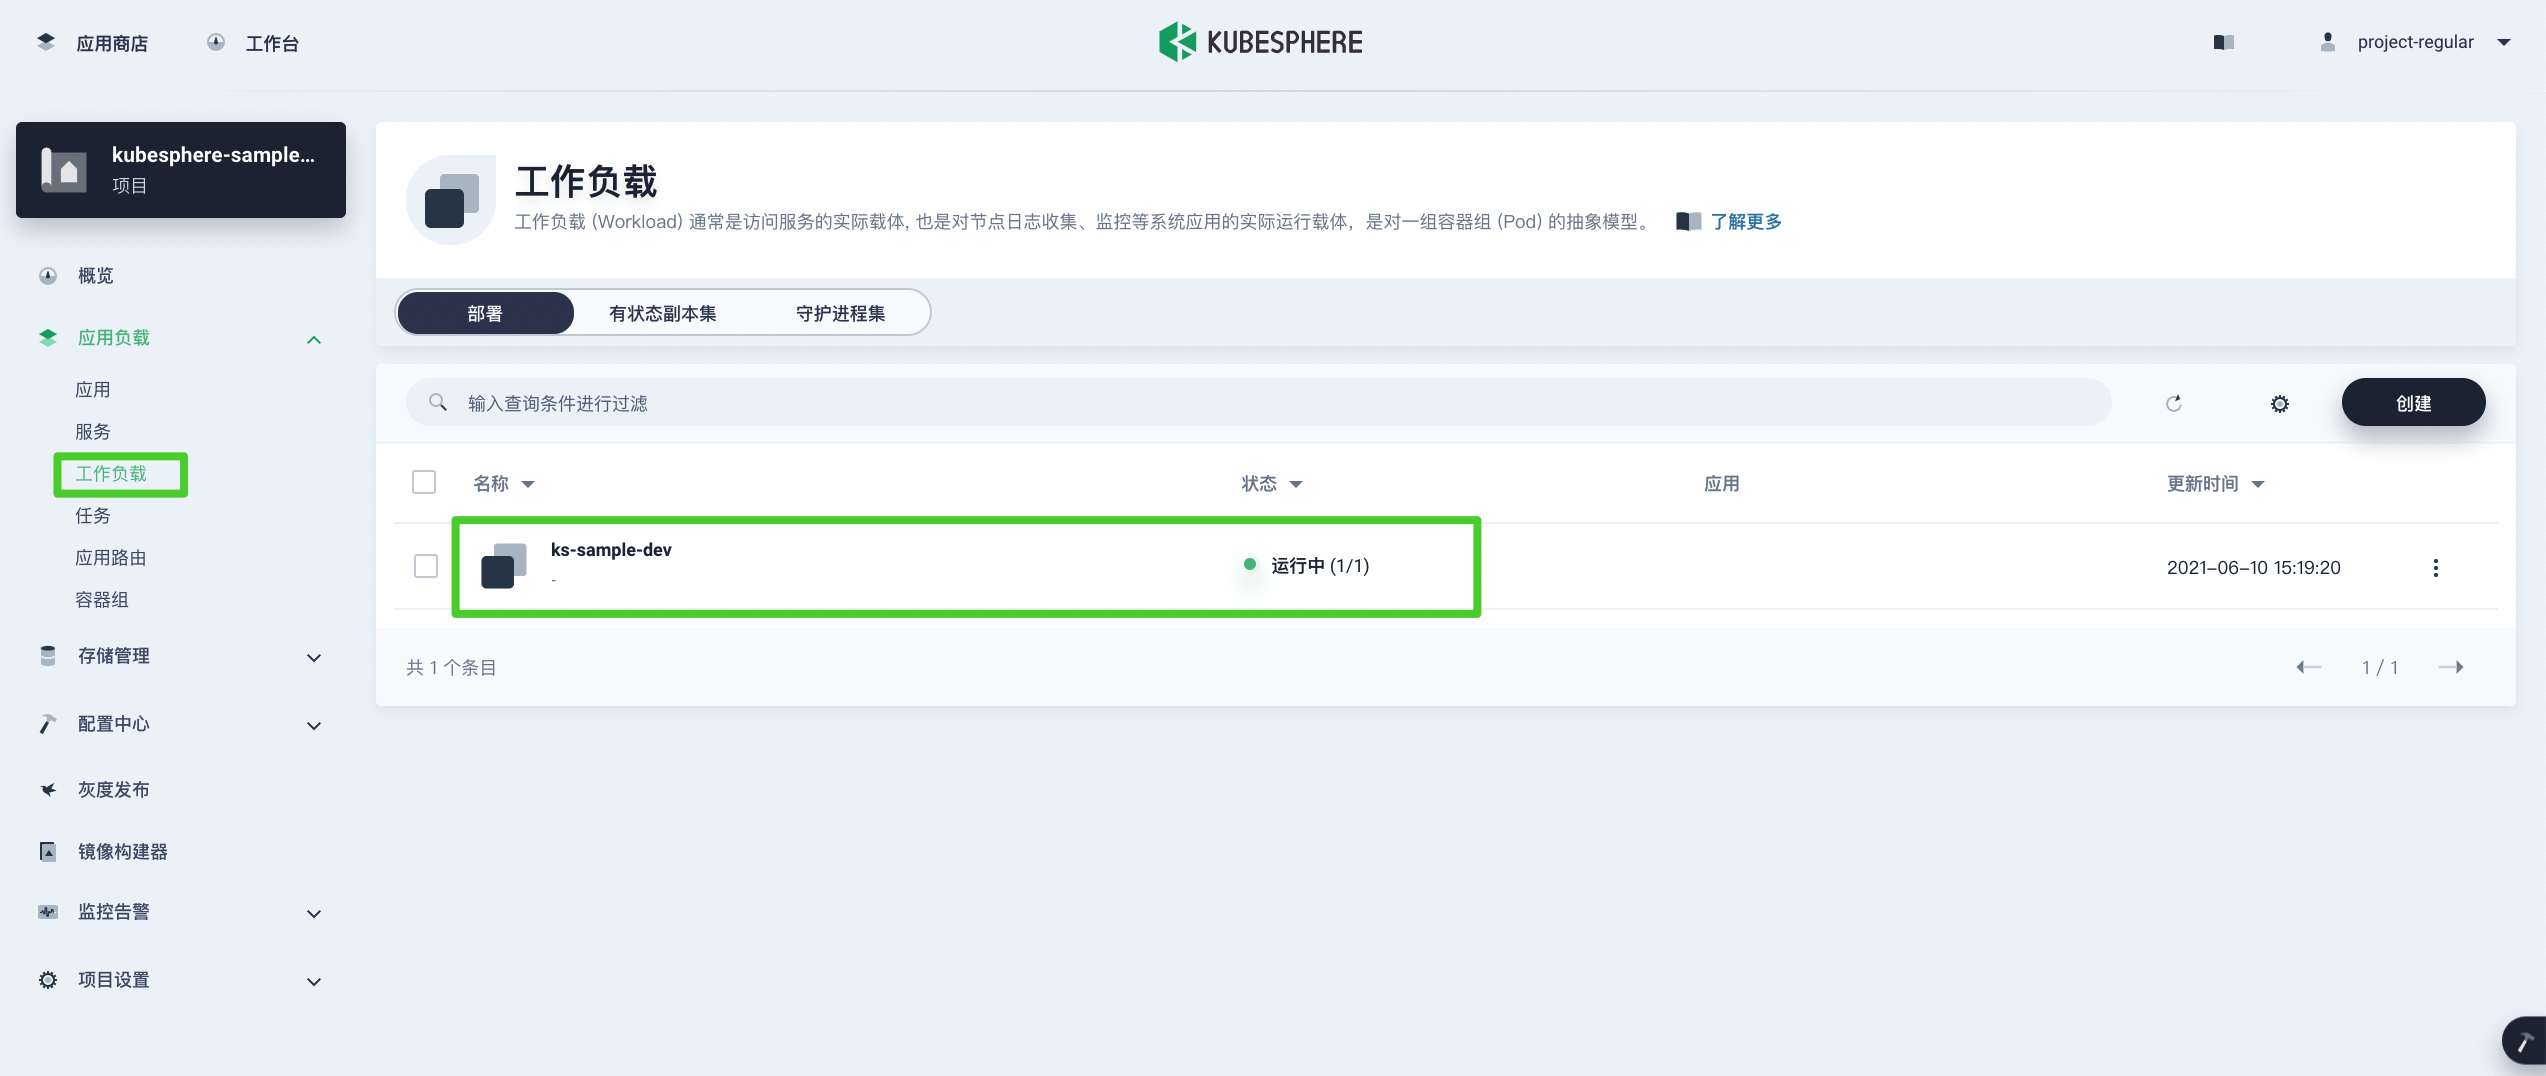 应用商店
工作台
KUBESPHERE
project-regular
kubesphere-sample...
项目
概览
应用负载
应用
服务
工作负载
任务
应用路由
容器组
存储管理
配置中心
灰度发布
镜像构建器
监控告警
项目设置
工作负载
工作负载 (Workload) 通常是访问服务的实际载体, 也是对节点日志收集、监控等系统应用的实际运行载体，是对一组容器组 (Pod) 的抽象模型。 了解更多
部署 有状态副本集 守护进程集
输入查询条件进行过滤
创建
名称 状态 应用 更新时间
ks-sample-dev
-
运行中 (1/1)
2021-06-10 15:19:20
共 1 个条目
1 / 1